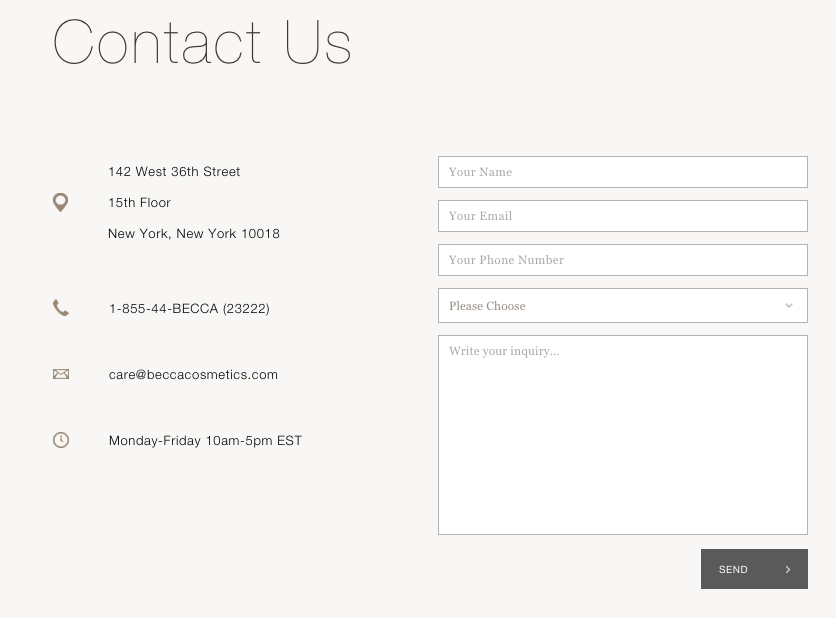 Contact Us
142 West 36th Street
15th Floor
New York, New York 10018
1-855-44-BECCA (23222)
care@beccacosmetics.com
Monday-Friday 10am-5pm EST
Your Name
Your Email
Your Phone Number
Please Choose
Write your inquiry...
SEND